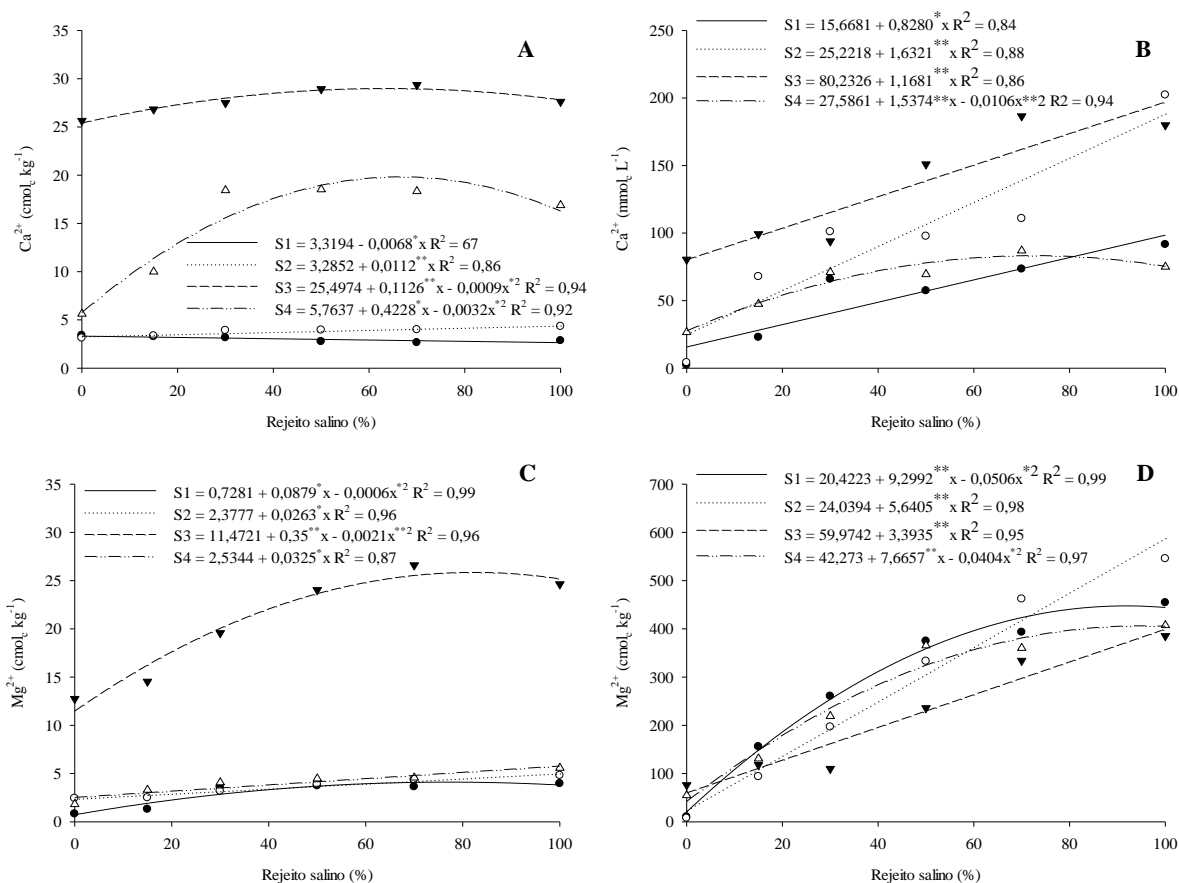 A
35
30
25
20
15
10
5
0
Ca²⁺ (cmol_c kg⁻¹)
S1 = 3,3194 - 0,0068*x R² = 67
S2 = 3,2852 + 0,0112**x R² = 0,86
S3 = 25,4974 + 0,1126**x - 0,0009x*² R² = 0,94
S4 = 5,7637 + 0,4228*x - 0,0032x*² R² = 0,92
0 20 40 60 80 100
Rejeito salino (%)
S1 = 15,6681 + 0,8280*x R² = 0,84
S2 = 25,2218 + 1,6321**x R² = 0,88
S3 = 80,2326 + 1,1681**x R² = 0,86
S4 = 27,5861 + 1,5374**x - 0,0106x**2 R2 = 0,94
B
250
200
150
100
50
0
Ca²⁺ (mmol_c L⁻¹)
0 20 40 60 80 100
Rejeito salino (%)
C
S1 = 0,7281 + 0,0879*x - 0,0006x*² R² = 0,99
S2 = 2,3777 + 0,0263*x R² = 0,96
S3 = 11,4721 + 0,35**x - 0,0021x**² R² = 0,96
S4 = 2,5344 + 0,0325*x R² = 0,87
35
30
25
20
15
10
5
0
Mg²⁺ (cmol_c kg⁻¹)
0 20 40 60 80 100
Rejeito salino (%)
D
S1 = 20,4223 + 9,2992**x - 0,0506x*² R² = 0,99
S2 = 24,0394 + 5,6405**x R² = 0,98
S3 = 59,9742 + 3,3935**x R² = 0,95
S4 = 42,273 + 7,6657**x - 0,0404x*² R² = 0,97
700
600
500
400
300
200
100
0
Mg²⁺ (cmol_c kg⁻¹)
0 20 40 60 80 100
Rejeito salino (%)